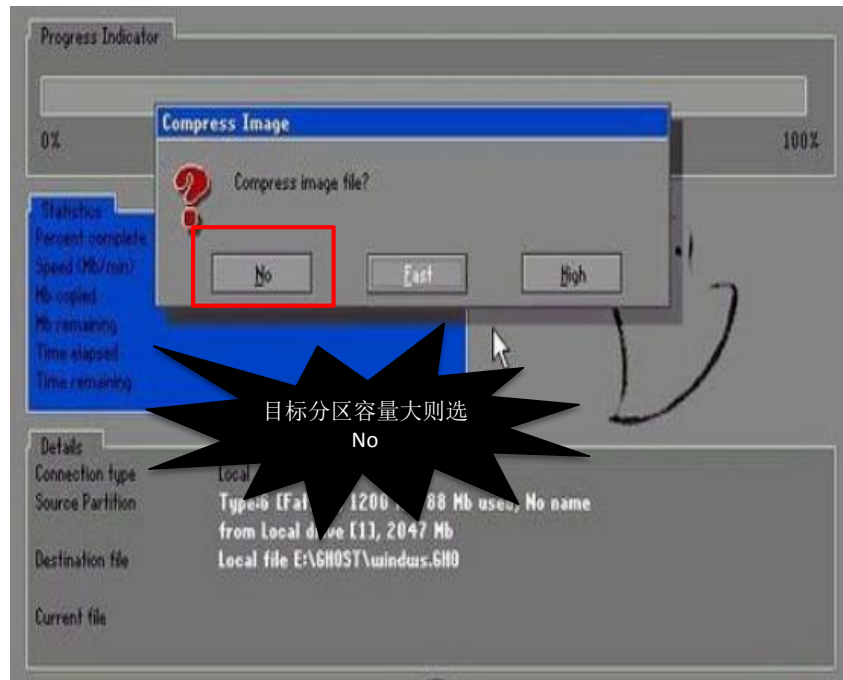 Progress Indicator
0%
100%
Compress Image
Compress image file?
No
Fast
High
Statistics
Percent complete
Speed (Mb/min)
Mb copied
Mb remaining
Time elapsed
Time remaining
目标分区容量大则选
No
Details
Connection type Local
Source Partition Type:6 [Fat 1200 88 Mb used, No name
from Local drive [1], 2047 Mb
Destination file Local file E:\GHOST\windws.GHO
Current file